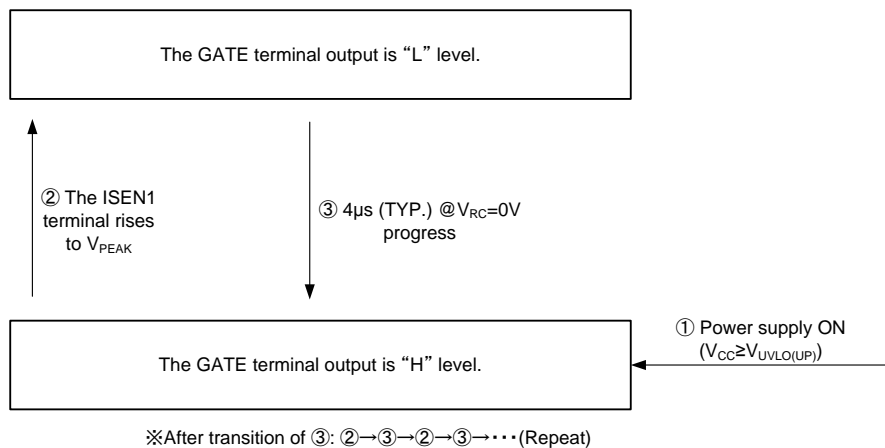 The GATE terminal output is “L” level.
② The ISEN1
terminal rises
to VPEAK
③ 4μs (TYP.) @VRC=0V
progress
① Power supply ON
(VCC≥VUVLO(UP))
The GATE terminal output is “H” level.
※After transition of ③: ②→③→②→③→･･･(Repeat)